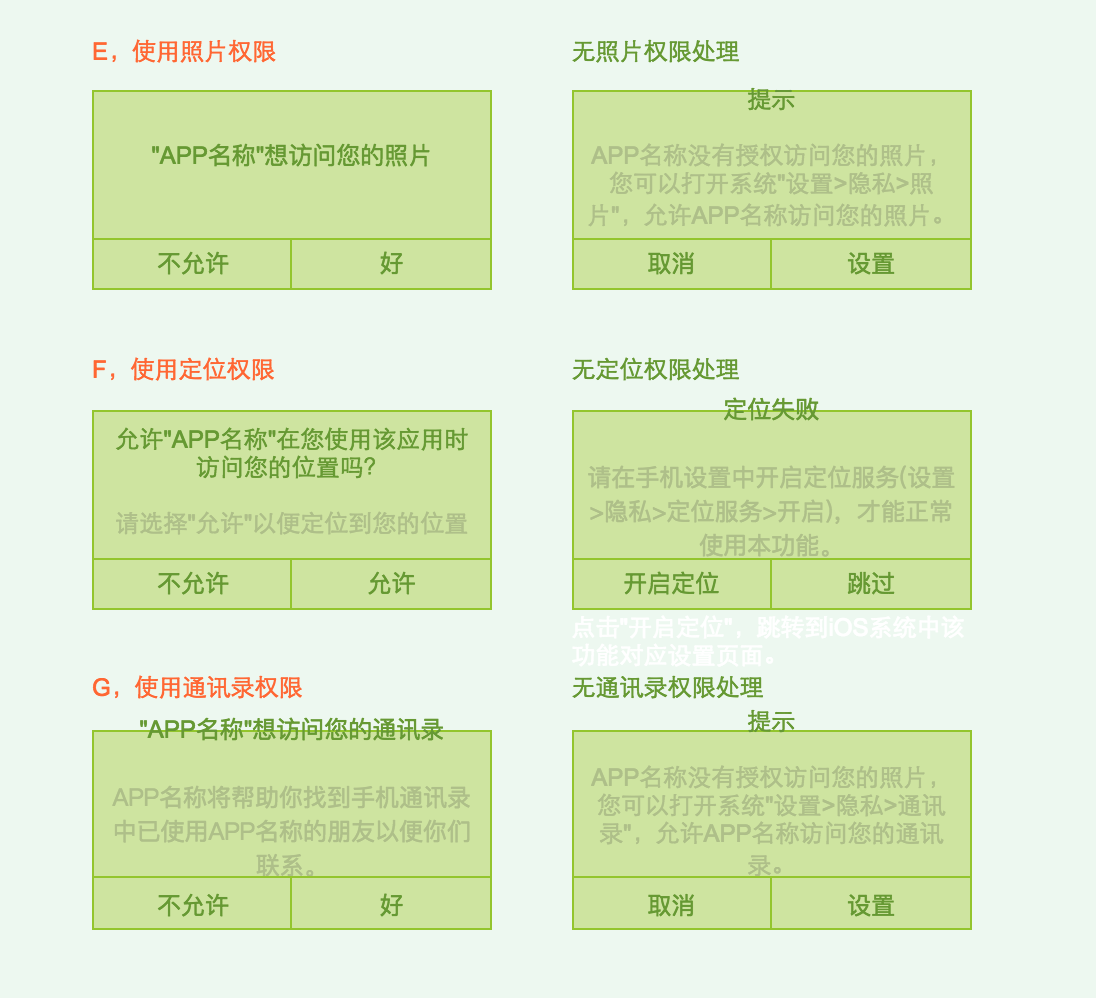 E，使用照片权限
无照片权限处理
"APP名称"想访问您的照片
不允许
好
提示
APP名称没有授权访问您的照片，
您可以打开系统"设置>隐私>照
片"，允许APP名称访问您的照片。
取消
设置
F，使用定位权限
无定位权限处理
允许"APP名称"在您使用该应用时
访问您的位置吗?
请选择"允许"以便定位到您的位置
不允许
允许
定位失败
请在手机设置中开启定位服务(设置
>隐私>定位服务>开启)，才能正常
使用本功能。
开启定位
跳过
点击"开启定位"，跳转到iOS系统中该
功能对应设置页面。
G，使用通讯录权限
无通讯录权限处理
"APP名称"想访问您的通讯录
APP名称将帮助你找到手机通讯录
中已使用APP名称的朋友以便你们
联系。
不允许
好
提示
APP名称没有授权访问您的照片，
您可以打开系统"设置>隐私>通讯
录"，允许APP名称访问您的通讯
录。
取消
设置